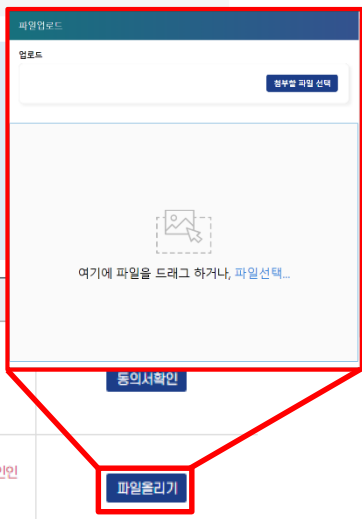 파일업로드
업로드
첨부할 파일 선택
여기에 파일을 드래그 하거나, 파일선택...
동의서확인
파일올리기